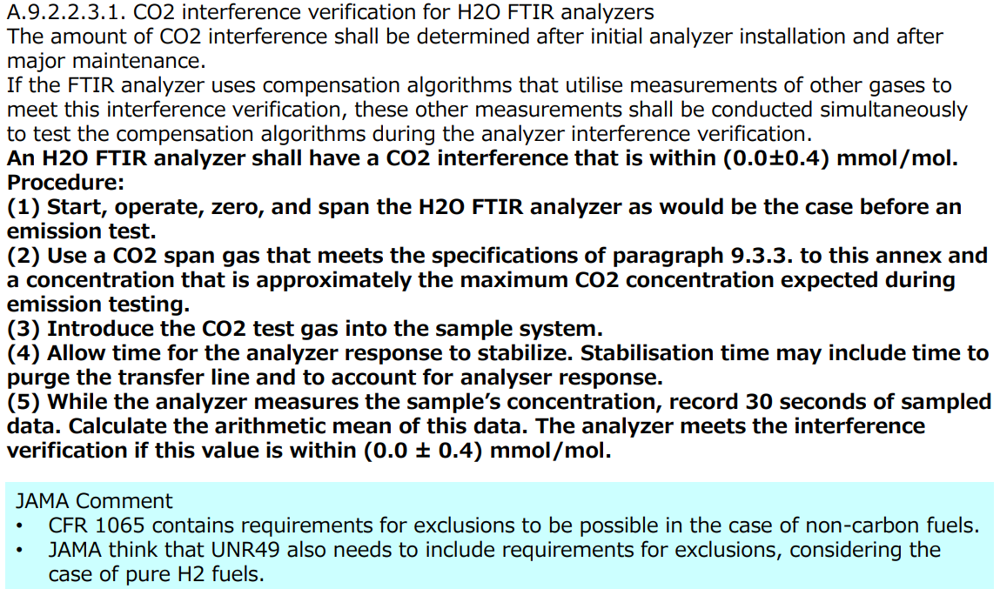 A.9.2.2.3.1. CO2 interference verification for H2O FTIR analyzers
The amount of CO2 interference shall be determined after initial analyzer installation and after
major maintenance.
If the FTIR analyzer uses compensation algorithms that utilise measurements of other gases to
meet this interference verification, these other measurements shall be conducted simultaneously
to test the compensation algorithms during the analyzer interference verification.
An H2O FTIR analyzer shall have a CO2 interference that is within (0.0±0.4) mmol/mol.
Procedure:
(1) Start, operate, zero, and span the H2O FTIR analyzer as would be the case before an
emission test.
(2) Use a CO2 span gas that meets the specifications of paragraph 9.3.3. to this annex and
a concentration that is approximately the maximum CO2 concentration expected during
emission testing.
(3) Introduce the CO2 test gas into the sample system.
(4) Allow time for the analyzer response to stabilize. Stabilisation time may include time to
purge the transfer line and to account for analyser response.
(5) While the analyzer measures the sample’s concentration, record 30 seconds of sampled
data. Calculate the arithmetic mean of this data. The analyzer meets the interference
verification if this value is within (0.0 ± 0.4) mmol/mol.
JAMA Comment
• CFR 1065 contains requirements for exclusions to be possible in the case of non-carbon fuels.
• JAMA think that UNR49 also needs to include requirements for exclusions, considering the
case of pure H2 fuels.